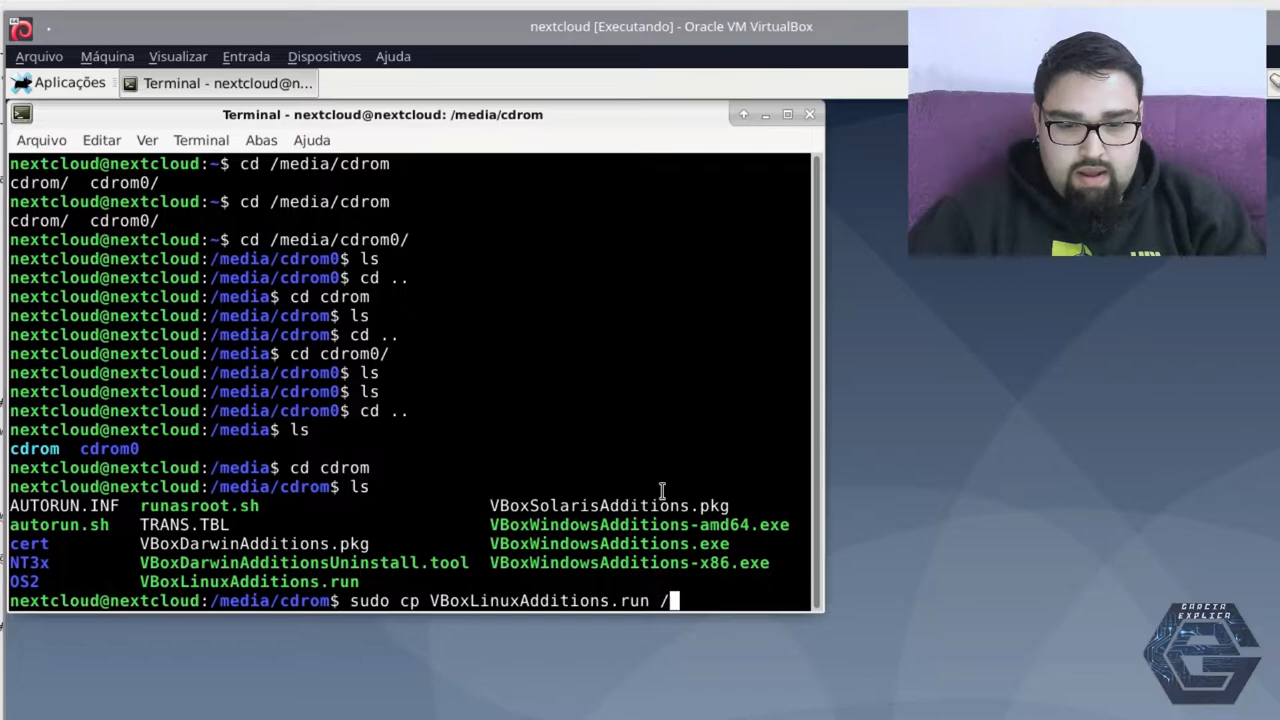 nextcloud [Executando] - Oracle VM VirtualBox
Arquivo Máquina Visualizar Entrada Dispositivos Ajuda
Aplicações Terminal - nextcloud@n...
Terminal - nextcloud@nextcloud: /media/cdrom
Arquivo Editar Ver Terminal Abas Ajuda
nextcloud@nextcloud:~$ cd /media/cdrom
cdrom/ cdrom0/
nextcloud@nextcloud:~$ cd /media/cdrom
cdrom/ cdrom0/
nextcloud@nextcloud:~$ cd /media/cdrom0/
nextcloud@nextcloud:/media/cdrom0$ ls
nextcloud@nextcloud:/media/cdrom0$ cd ..
nextcloud@nextcloud:/media$ cd cdrom
nextcloud@nextcloud:/media/cdrom$ ls
nextcloud@nextcloud:/media/cdrom$ cd ..
nextcloud@nextcloud:/media$ cd cdrom0/
nextcloud@nextcloud:/media/cdrom0$ ls
nextcloud@nextcloud:/media/cdrom0$ ls
nextcloud@nextcloud:/media/cdrom0$ cd ..
nextcloud@nextcloud:/media$ ls
cdrom cdrom0
nextcloud@nextcloud:/media$ cd cdrom
nextcloud@nextcloud:/media/cdrom$ ls
AUTORUN.INF runasroot.sh VBoxSolarisAdditions.pkg
autorun.sh TRANS.TBL VBoxWindowsAdditions-amd64.exe
cert VBoxDarwinAdditions.pkg VBoxWindowsAdditions.exe
NT3x VBoxDarwinAdditionsUninstall.tool VBoxWindowsAdditions-x86.exe
OS2 VBoxLinuxAdditions.run
nextcloud@nextcloud:/media/cdrom$ sudo cp VBoxLinuxAdditions.run /
GARCIA
EXPLICA